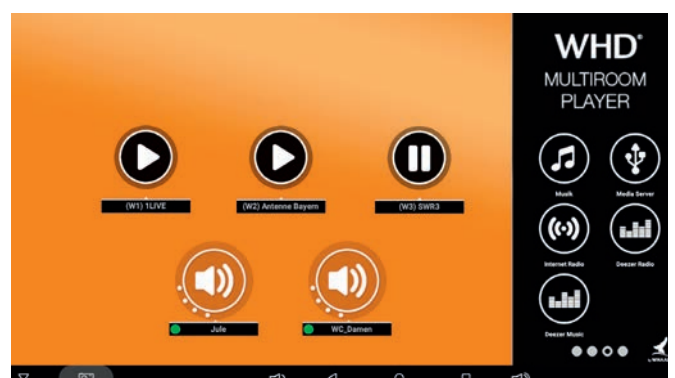 WHD®
MULTIROOM
PLAYER
(W1) 1LIVE
(W2) Antenne Bayern
(W3) SWR3
Jule
WC_Damen
Musik
Media Server
Internet Radio
Deezer Radio
Deezer Music